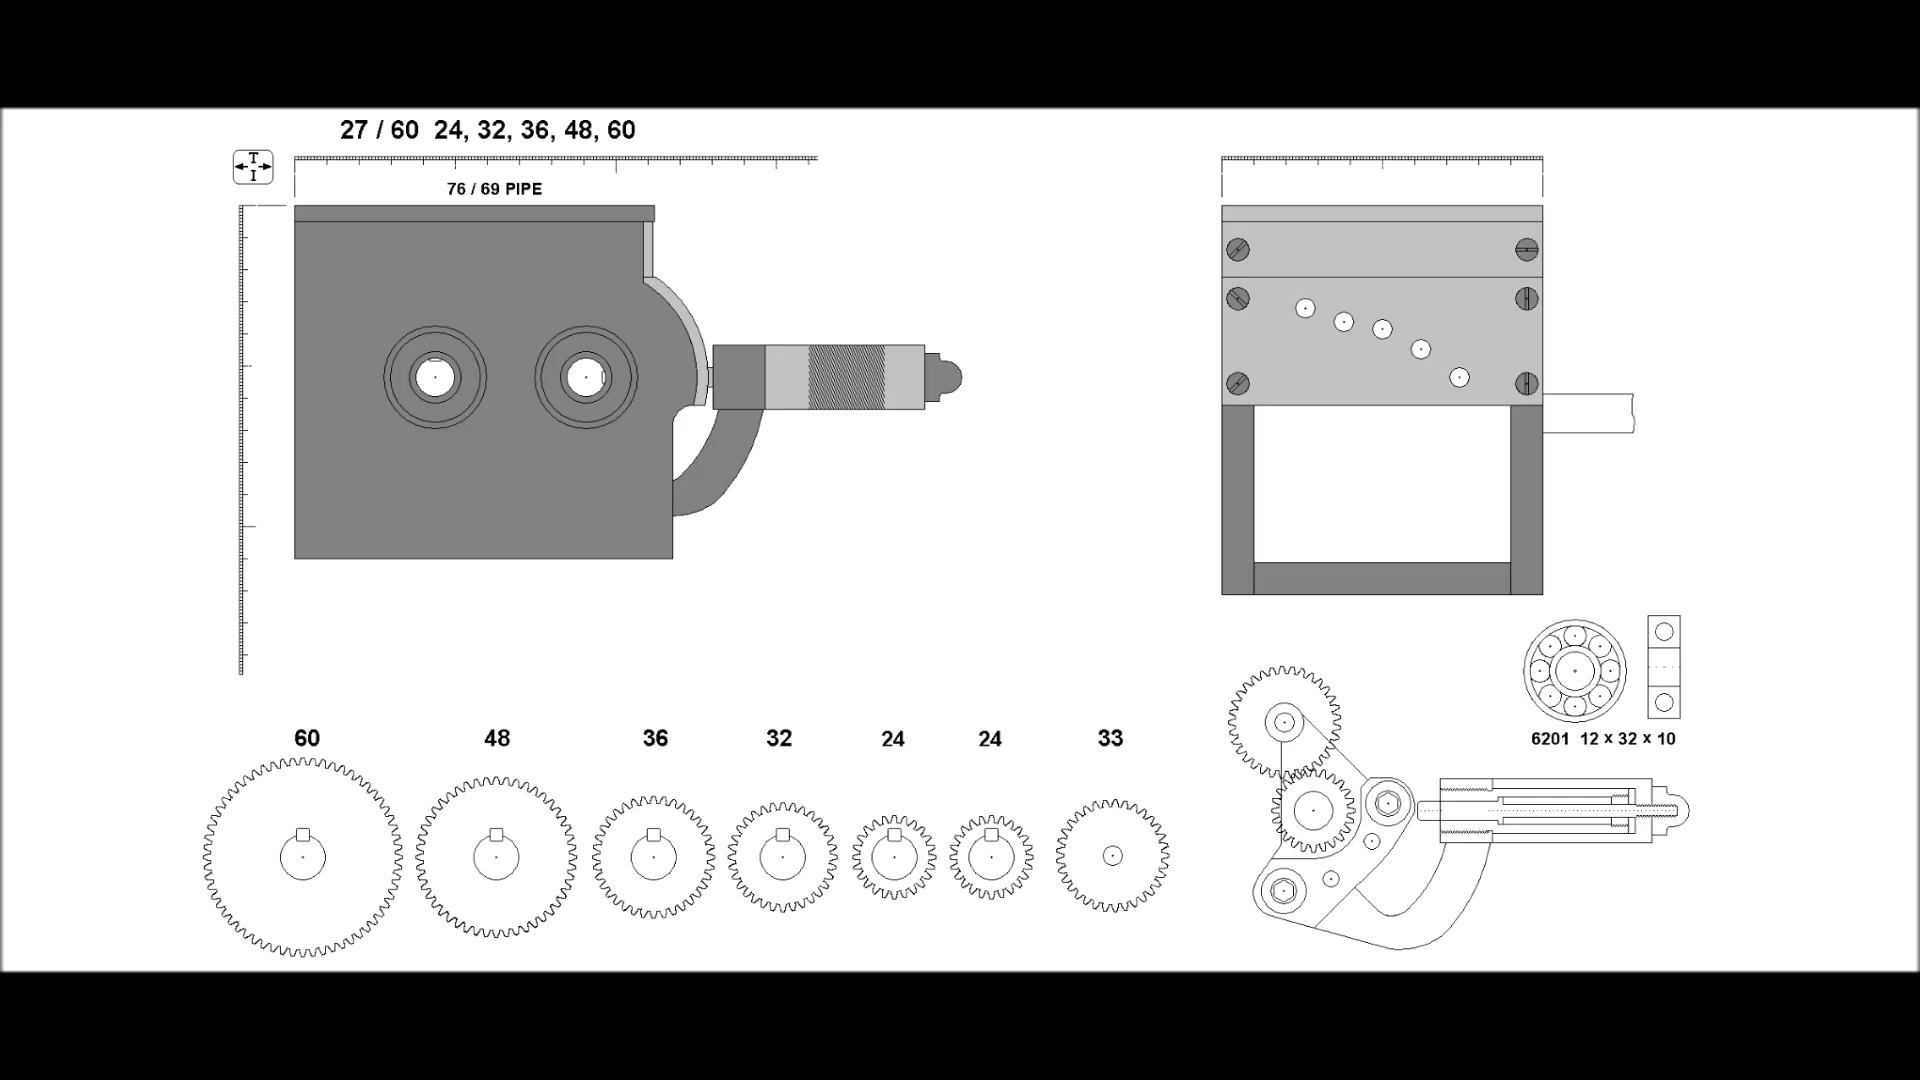 27 / 60 24, 32, 36, 48, 60
T
I
76 / 69 PIPE
6201 12 x 32 x 10
60 48 36 32 24 24 33